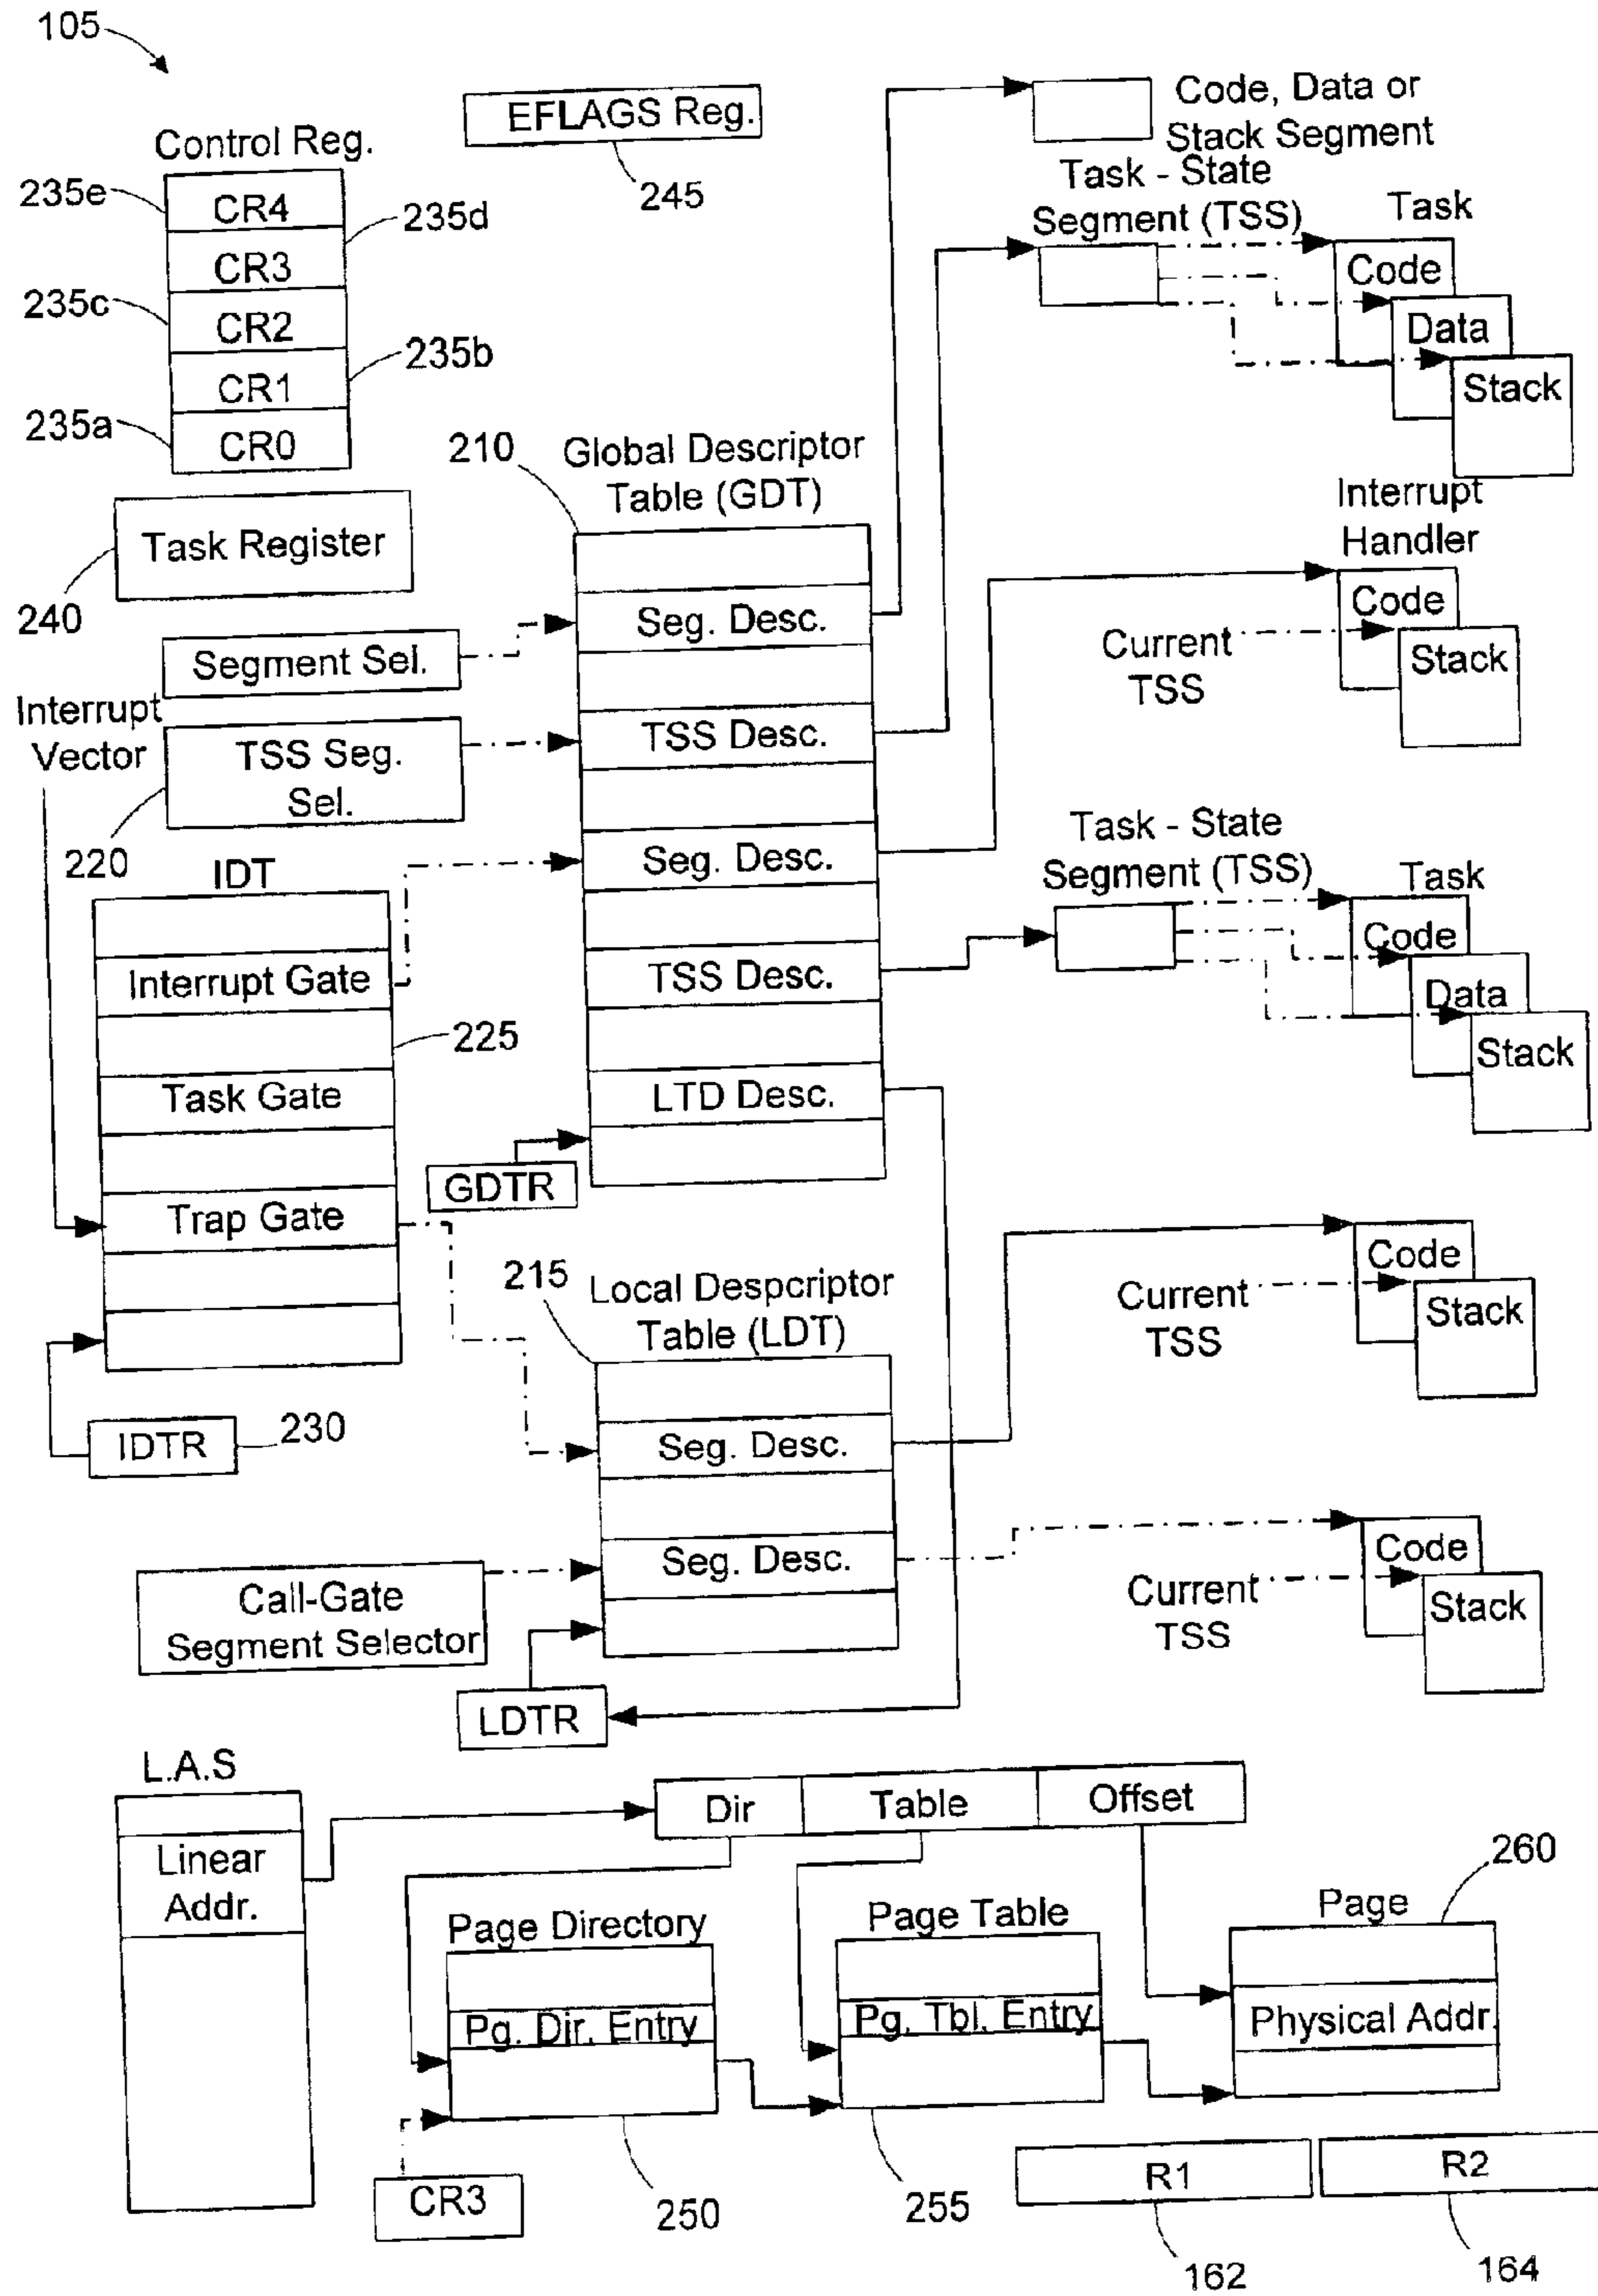 105
EFLAGS Reg.
245
Control Reg.
235e
CR4
235d
CR3
235c
CR2
235b
CR1
235a
CR0
Code, Data or
Stack Segment
Task - State
Segment (TSS)
Task
Code
Data
Stack
Task Register
240
210
Global Descriptor
Table (GDT)
Seg. Desc.
TSS Desc.
Seg. Desc.
TSS Desc.
LTD Desc.
Interrupt
Handler
Code
Stack
Current
TSS
Segment Sel.
Interrupt
Vector
TSS Seg.
Sel.
220
IDT
Interrupt Gate
225
Task Gate
Trap Gate
GDTR
Task - State
Segment (TSS)
Task
Code
Data
Stack
IDTR
230
215
Local Despcriptor
Table (LDT)
Seg. Desc.
Seg. Desc.
Code
Stack
Current
TSS
Call-Gate
Segment Selector
LDTR
Code
Stack
Current
TSS
L.A.S
Linear
Addr.
Dir
Table
Offset
Page Directory
Pg. Dir. Entry
250
CR3
Page Table
Pg. Tbl. Entry
255
Page
260
Physical Addr.
R1
162
R2
164